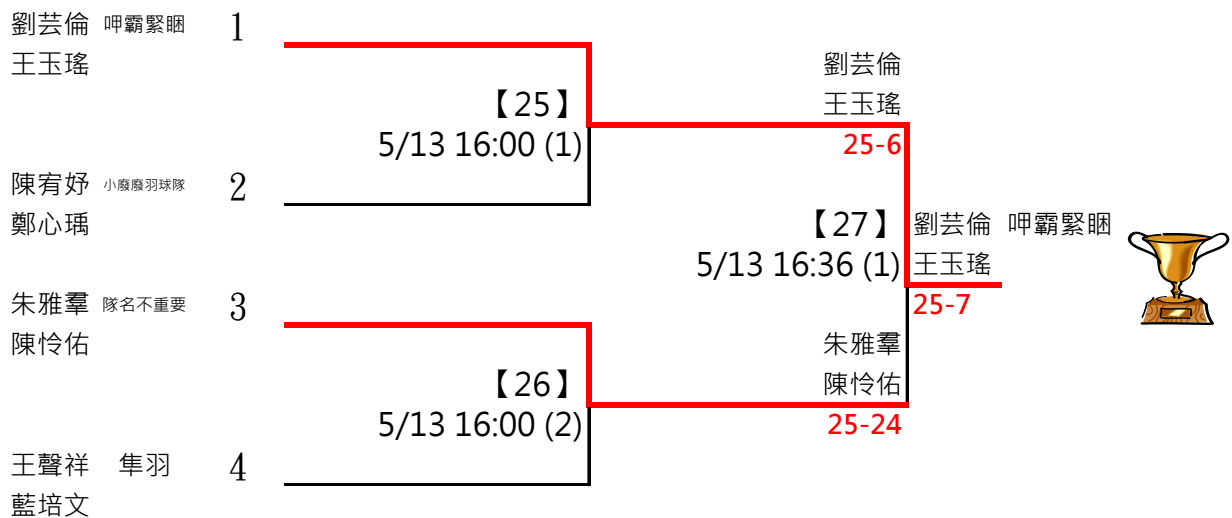 劉芸倫 呷霸緊睏 1
王玉瑤
陳宥妤 小廢廢羽球隊 2
鄭心瑀
朱雅羣 隊名不重要 3
陳怜佑
王聲祥 隼羽 4
藍培文
【25】
5/13 16:00 (1)
【26】
5/13 16:00 (2)
劉芸倫
王玉瑤
25-6
【27】
5/13 16:36 (1)
朱雅羣
陳怜佑
25-24
劉芸倫 呷霸緊睏
王玉瑤
25-7